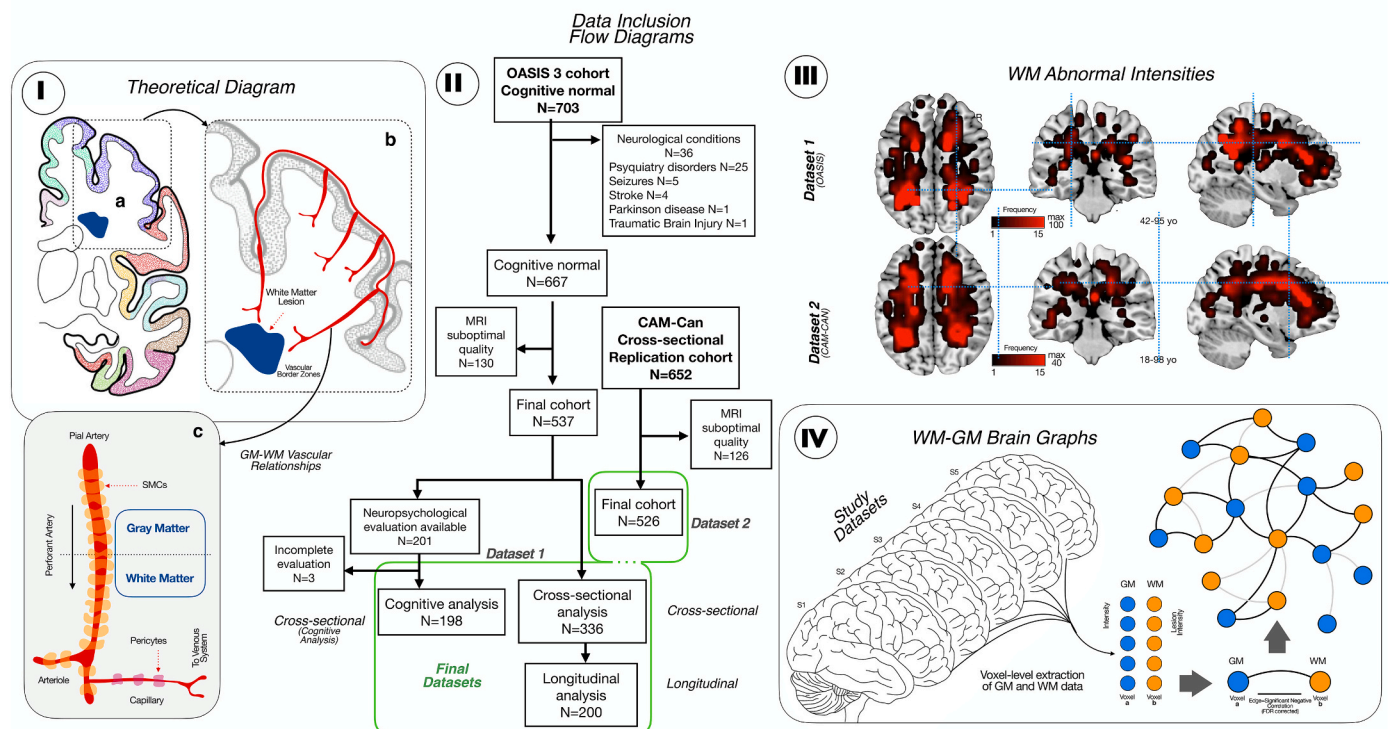 Data Inclusion
Flow Diagrams
I
Theoretical Diagram
a
b
White Matter
Lesion
Vascular
Border Zones
c
Pial Artery
SMCs
Perforant Artery
Gray Matter
White Matter
Pericytes
To Venous
System
Arteriole
Capillary
GM-WM Vascular
Relationships
II
OASIS 3 cohort
Cognitive normal
N=703
Neurological conditions
N=36
Psyquiatry disorders N=25
Seizures N=5
Stroke N=4
Parkinson disease N=1
Traumatic Brain Injury N=1
Cognitive normal
N=667
MRI
suboptimal
quality
N=130
CAM-Can
Cross-sectional
Replication cohort
N=652
Final cohort
N=537
MRI
suboptimal
quality
N=126
Neuropsychological
evaluation available
N=201
Final cohort
N=526
Dataset 2
Dataset 1
Incomplete
evaluation
N=3
Cross-sectional
(Cognitive
Analysis)
Cognitive analysis
N=198
Cross-sectional
analysis
N=336
Cross-sectional
Final
Datasets
Longitudinal
analysis
N=200
Longitudinal
III
WM Abnormal Intensities
Dataset 1
(OASIS)
R
Frequency
max
100
1
15
42-95 yo
Dataset 2
(CAM-CAN)
Frequency
max
40
1
15
18-98 yo
IV
WM-GM Brain Graphs
Study
Datasets
S5
S4
S3
S2
S1
Voxel-level extraction
of GM and WM data
GM
WM
Intensity
Lesion
Intensity
Voxel
a
Voxel
b
GM
WM
Voxel
a
Edge=Significant Negative
Correlation
(FDR corrected)
Voxel
b